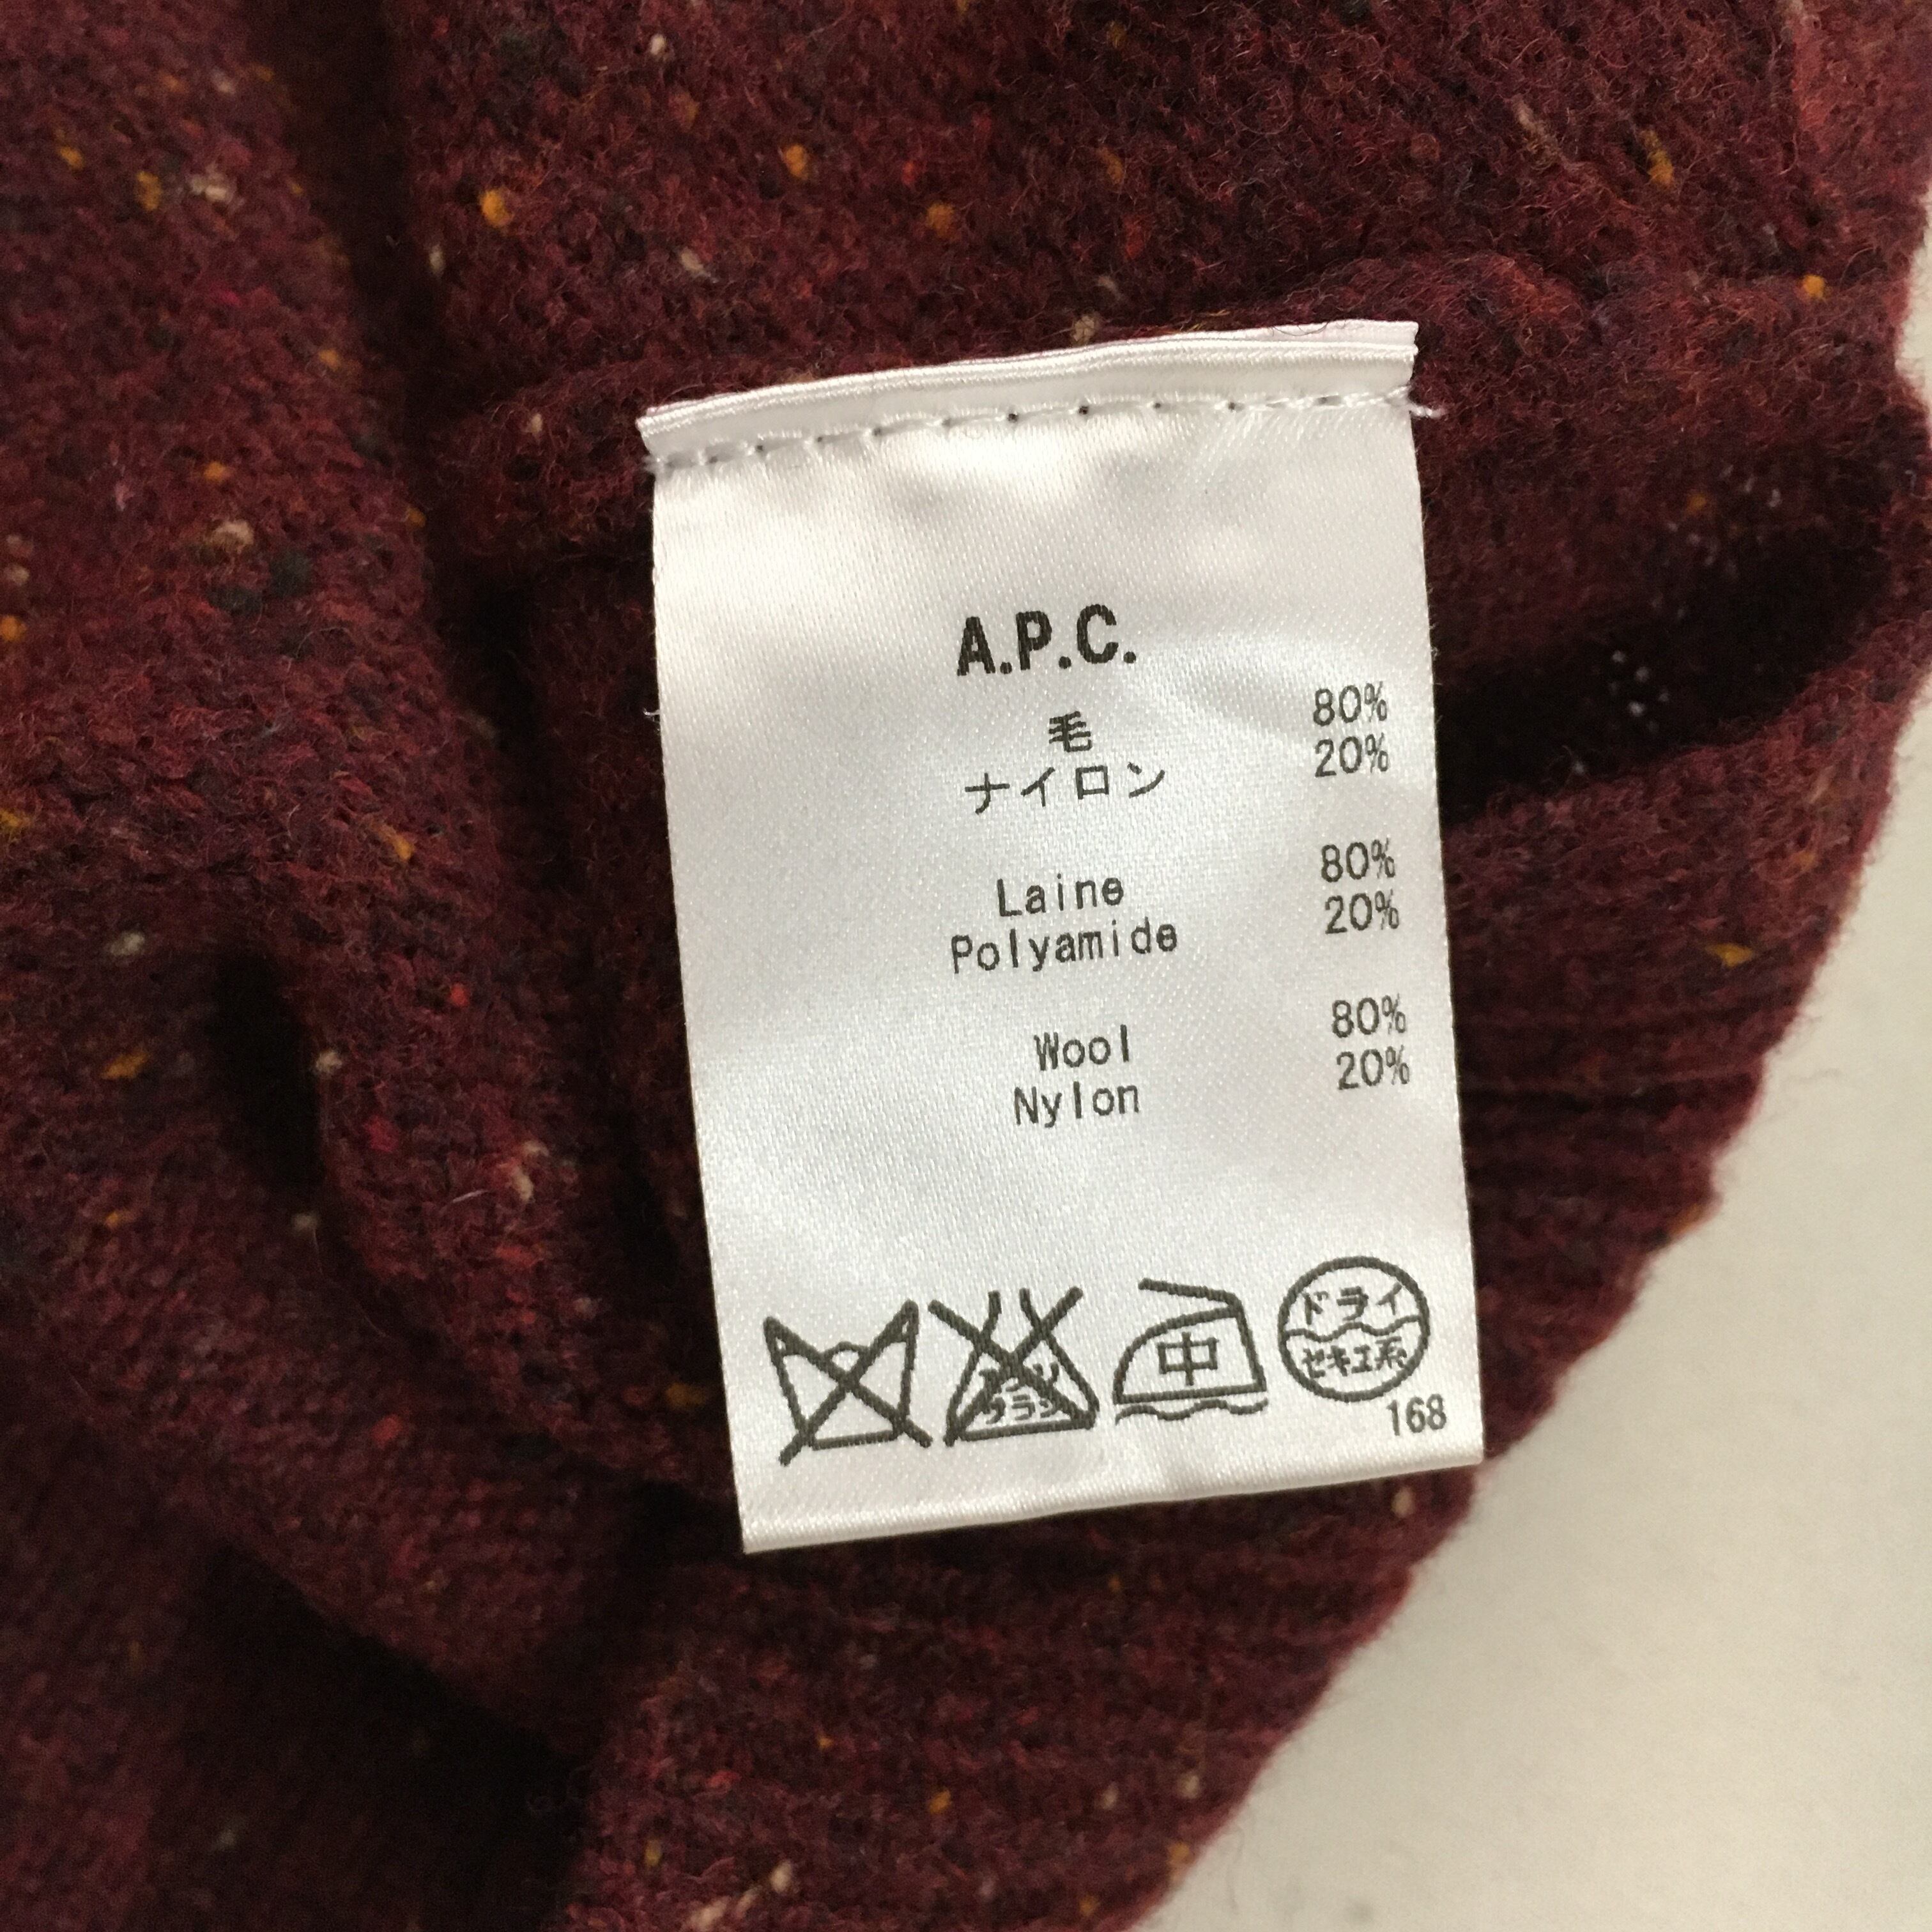 A.P.C.
毛 80%
ナイロン 20%
Laine 80%
Polyamide 20%
Wool 80%
Nylon 20%
中
ドライ
セキユ系
168